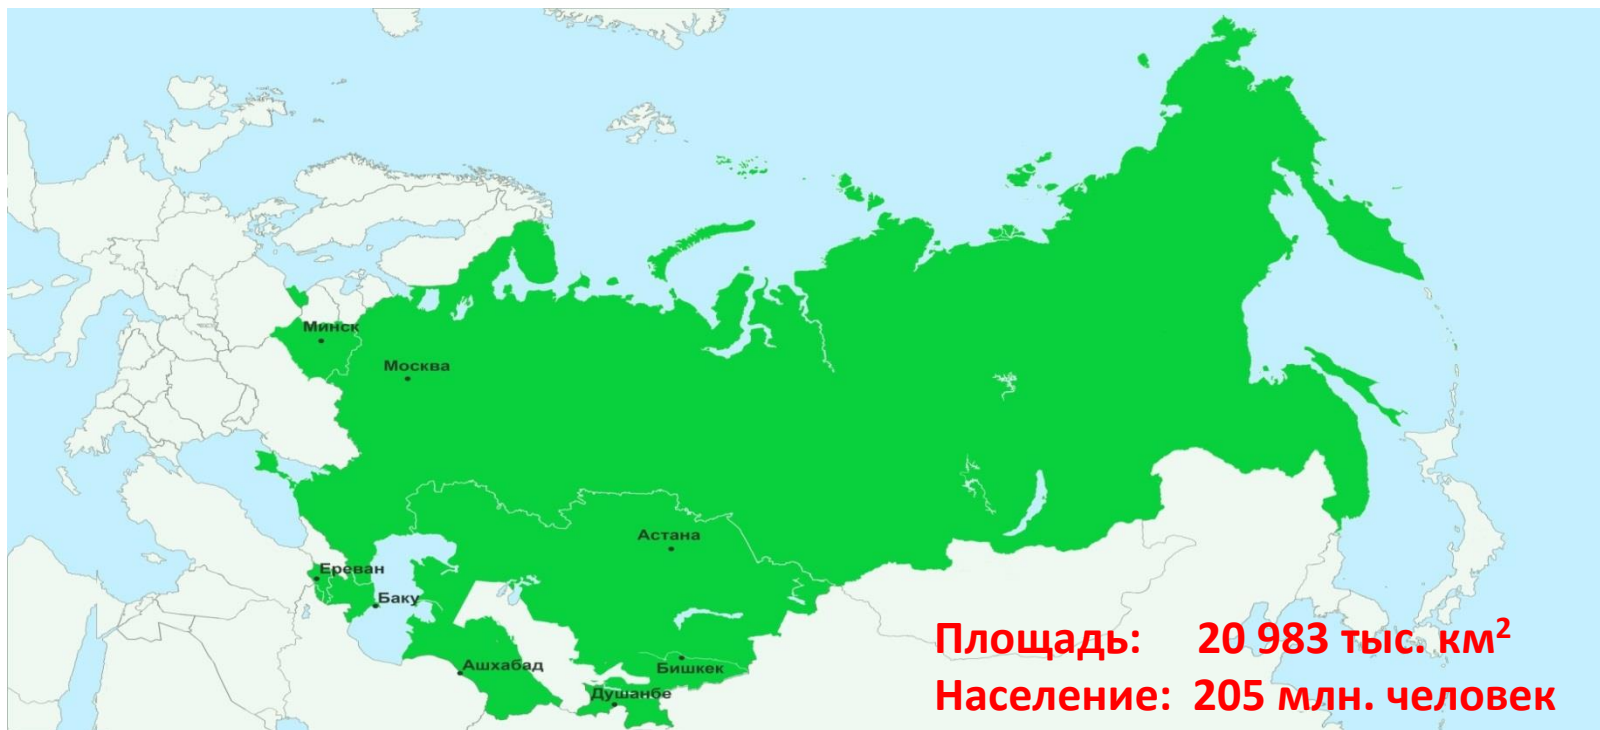 Минск
Москва
Астана
Ереван
Баку
Ашхабад
Бишкек
Душанбе
Площадь: 20 983 тыс. км²
Население: 205 млн. человек